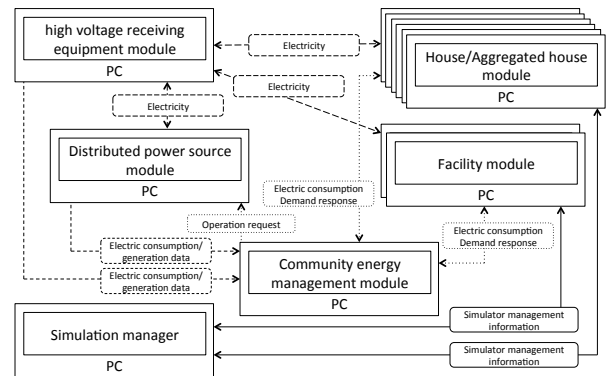 high voltage receiving
equipment module
PC
Electricity
House/Aggregated house
module
PC
Electricity
Electricity
Distributed power source
module
PC
Facility module
PC
Electric consumption
Demand response
Operation request
Electric consumption
Demand response
Electric consumption/
generation data
Community energy
management module
PC
Electric consumption/
generation data
Simulation manager
PC
Simulator management
information
Simulator management
information